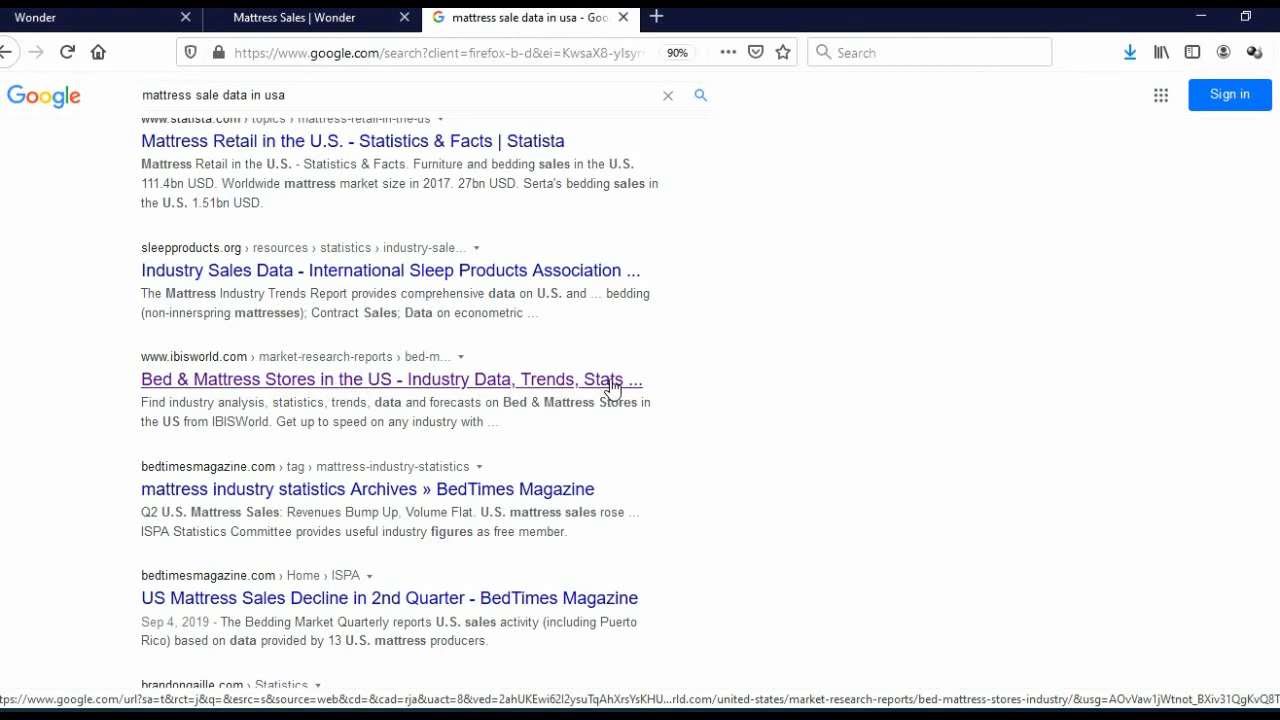 Wonder
Mattress Sales | Wonder
mattress sale data in usa - Goo
https://www.google.com/search?client=firefox-b-d&ei=KwsaX8-yIsyr
90%
Search
Google
mattress sale data in usa
Sign in
www.statista.com › topics › mattress-retail-in-the-us
Mattress Retail in the U.S. - Statistics & Facts | Statista
Mattress Retail in the U.S. - Statistics & Facts. Furniture and bedding sales in the U.S.
111.4bn USD. Worldwide mattress market size in 2017. 27bn USD. Serta's bedding sales in
the U.S. 1.51bn USD.
sleepproducts.org › resources › statistics › industry-sale...
Industry Sales Data - International Sleep Products Association ...
The Mattress Industry Trends Report provides comprehensive data on U.S. and ... bedding
(non-innerspring mattresses); Contract Sales; Data on econometric ...
www.ibisworld.com › market-research-reports › bed-m...
Bed & Mattress Stores in the US - Industry Data, Trends, Stats ...
Find industry analysis, statistics, trends, data and forecasts on Bed & Mattress Stores in
the US from IBISWorld. Get up to speed on any industry with ...
bedtimesmagazine.com › tag › mattress-industry-statistics
mattress industry statistics Archives » BedTimes Magazine
Q2 U.S. Mattress Sales: Revenues Bump Up, Volume Flat. U.S. mattress sales rose ...
ISPA Statistics Committee provides useful industry figures as free member.
bedtimesmagazine.com › Home › ISPA
US Mattress Sales Decline in 2nd Quarter - BedTimes Magazine
Sep 4, 2019 - The Bedding Market Quarterly reports U.S. sales activity (including Puerto
Rico) based on data provided by 13 U.S. mattress producers.
brandongaille.com › Statistics
ttps://www.google.com/url?sa=t&rct=j&q=&esrc=s&source=web&cd=&cad=rja&uact=8&ved=2ahUKEwi62I2ysuTqAhXrsYsKHU...rld.com/united-states/market-research-reports/bed-mattress-stores-industry/&usg=AOvVaw1jWtnot_BXiv31QgKvQ8T